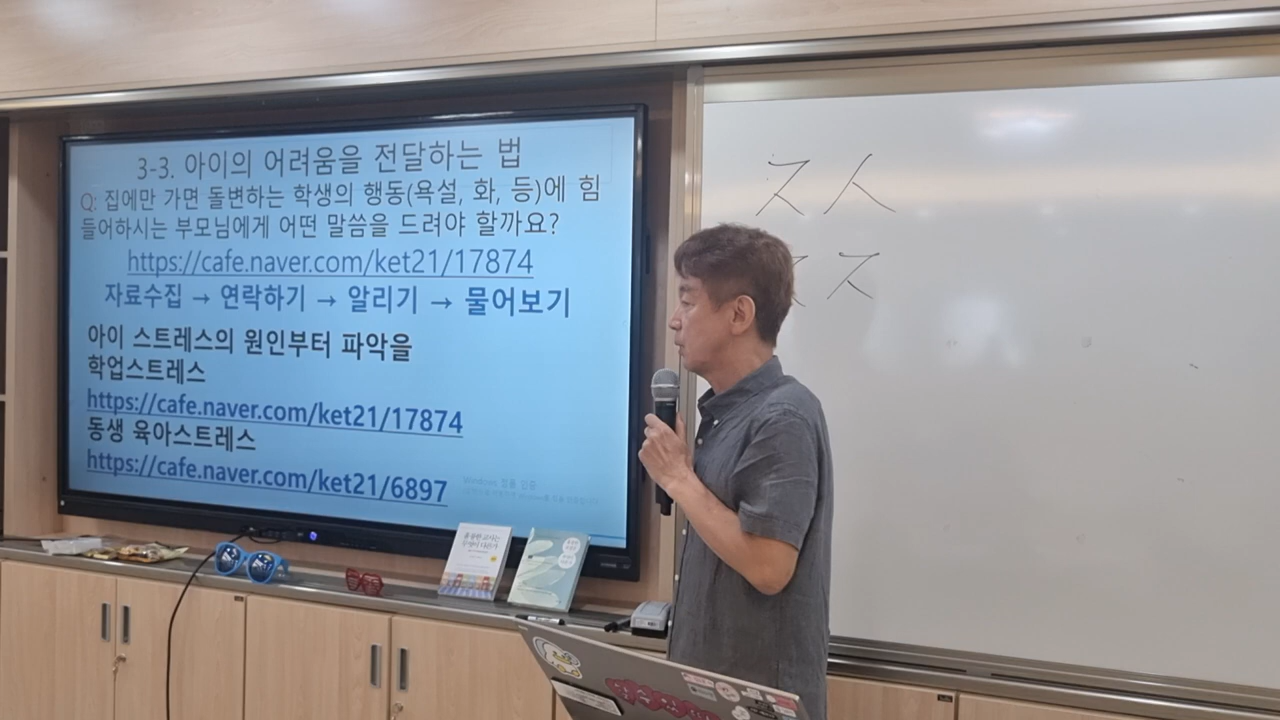 3-3. 아이의 어려움을 전달하는 법
Q: 집에만 가면 돌변하는 학생의 행동(욕설, 화, 등)에 힘
들어하시는 부모님에게 어떤 말씀을 드려야 할까요?
https://cafe.naver.com/ket21/17874
자료수집 → 연락하기 → 알리기 → 물어보기
아이 스트레스의 원인부터 파악을
학업스트레스
https://cafe.naver.com/ket21/17874
동생 육아스트레스
https://cafe.naver.com/ket21/6897
Windows 정품 인증
ㅈㅅ
ㅈ